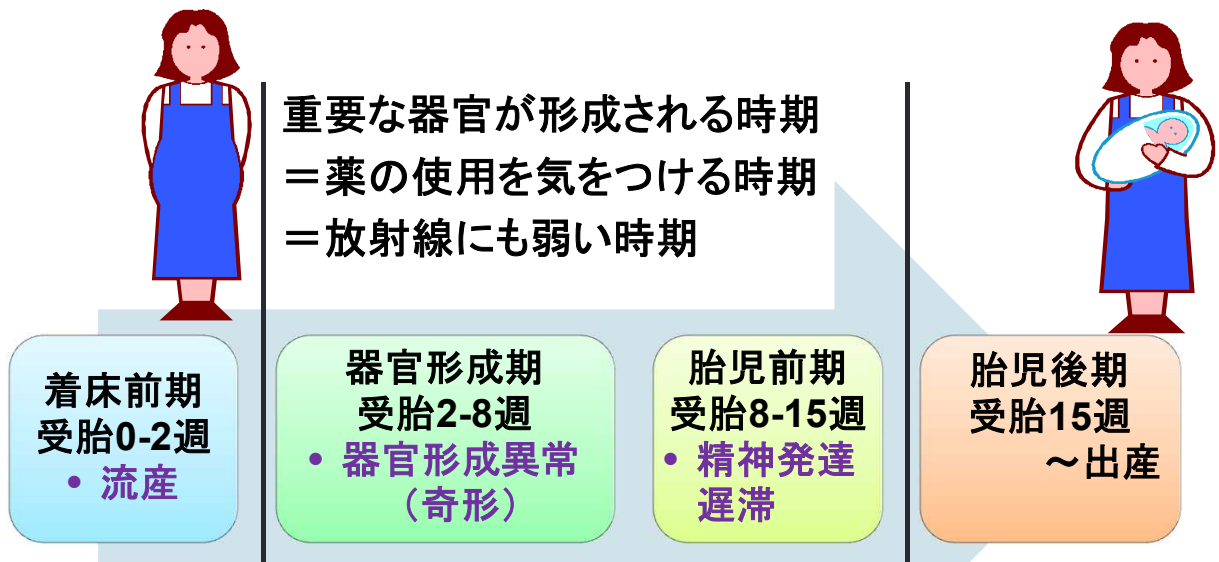 重要な器官が形成される時期
＝薬の使用を気をつける時期
＝放射線にも弱い時期
着床前期
受胎0-2週
• 流産
器官形成期
受胎2-8週
• 器官形成異常
（奇形）
胎児前期
受胎8-15週
• 精神発達
遅滞
胎児後期
受胎15週
～出産